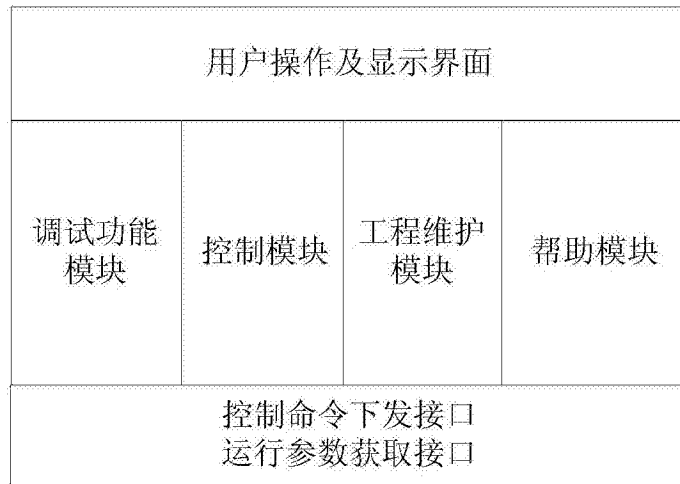 用户操作及显示界面
调试功能
模块
控制模块
工程维护
模块
帮助模块
控制命令下发接口
运行参数获取接口